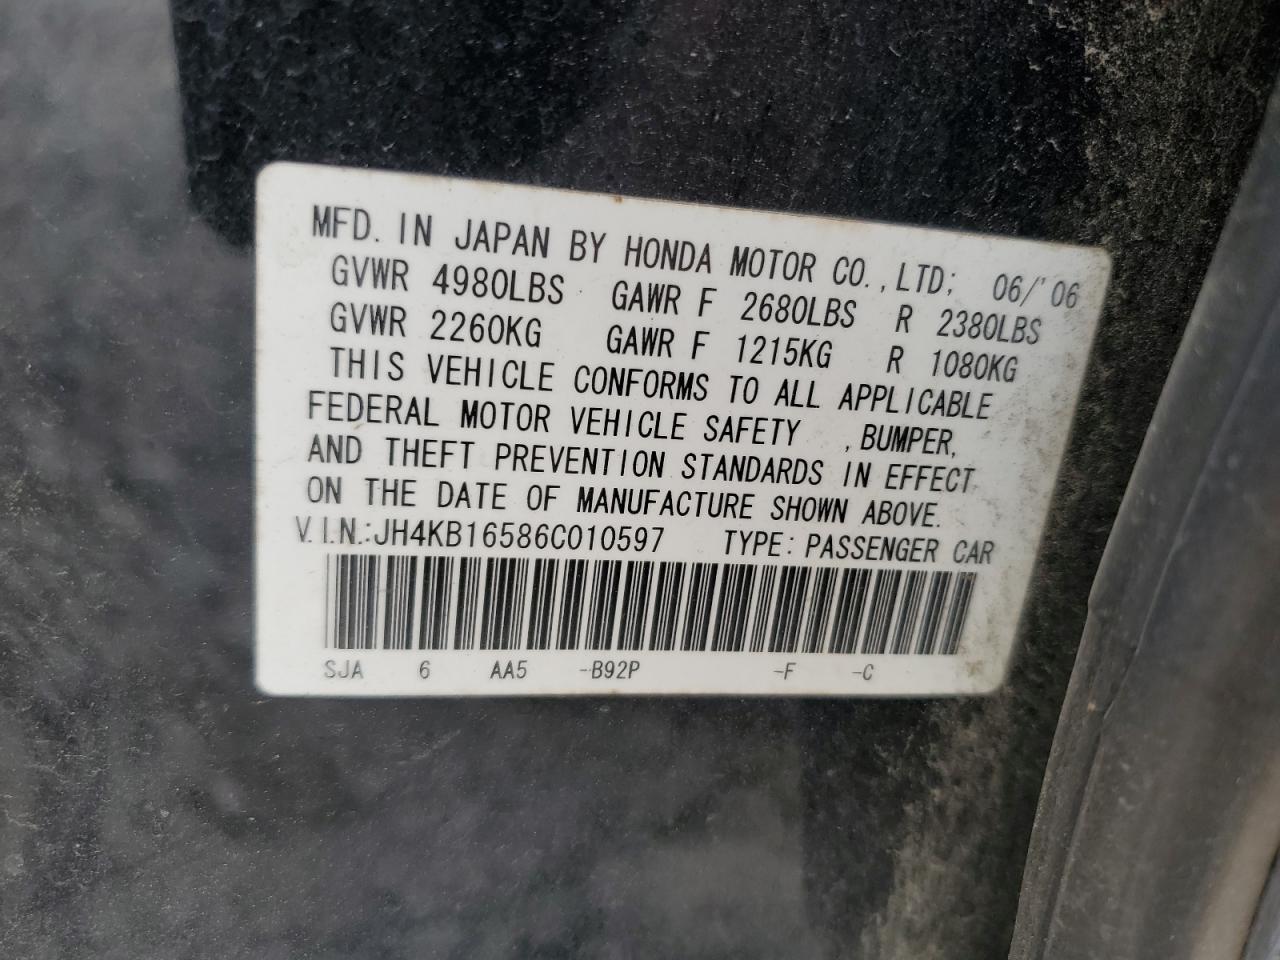 MFD. IN JAPAN BY HONDA MOTOR CO., LTD; 06/'06
GVWR 4980LBS GAWR F 2680LBS R 2380LBS
GVWR 2260KG GAWR F 1215KG R 1080KG
THIS VEHICLE CONFORMS TO ALL APPLICABLE
FEDERAL MOTOR VEHICLE SAFETY , BUMPER,
AND THEFT PREVENTION STANDARDS IN EFFECT
ON THE DATE OF MANUFACTURE SHOWN ABOVE.
V.I.N.:JH4KB16586C010597 TYPE: PASSENGER CAR
SJA 6 AA5 -B92P -F -C